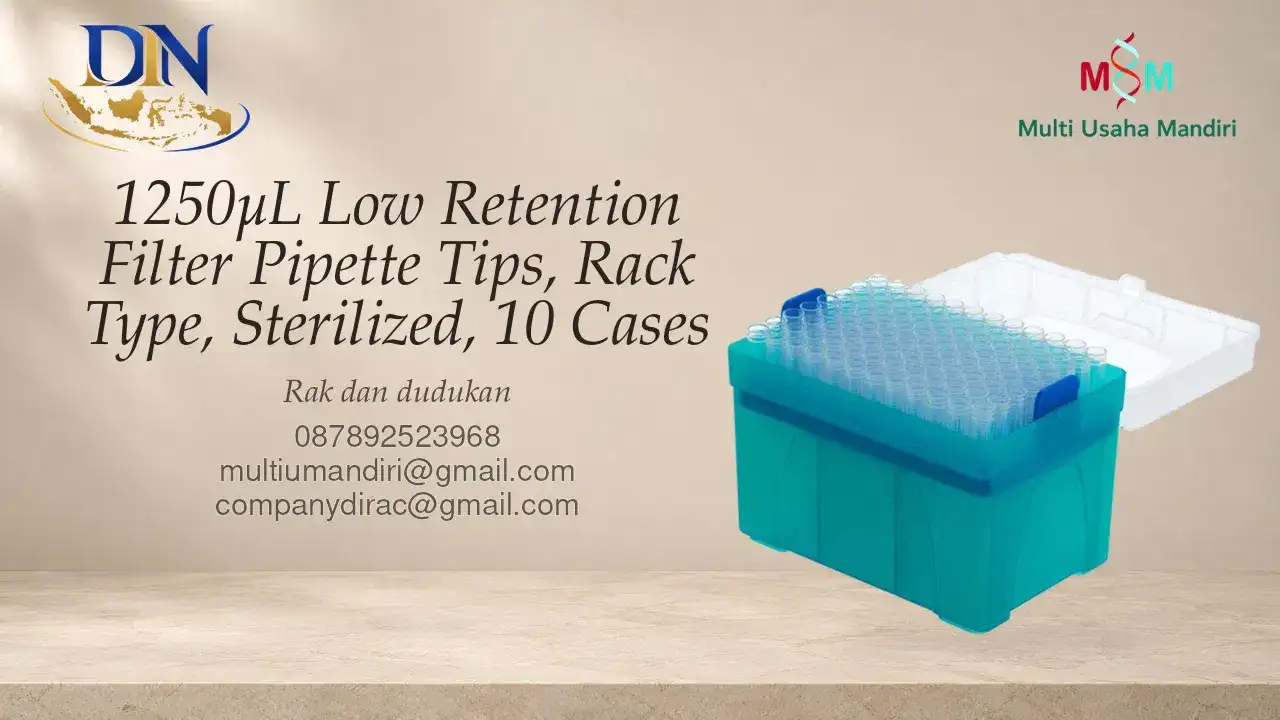 DIN
MSM
Multi Usaha Mandiri
1250µL Low Retention
Filter Pipette Tips, Rack
Type, Sterilized, 10 Cases
Rak dan dudukan
087892523968
multiumandiri@gmail.com
companydirac@gmail.com